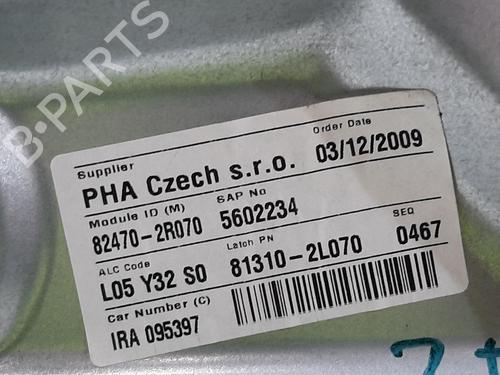 B-PARTS
Supplier
Order Date
PHA Czech s.r.o.
03/12/2009
Module ID (M)
SAP No
82470-2R070
5602234
ALC Code
Latch PN
SEQ
L05 Y32 S0
81310-2L070
0467
Car Number (C)
IRA 095397